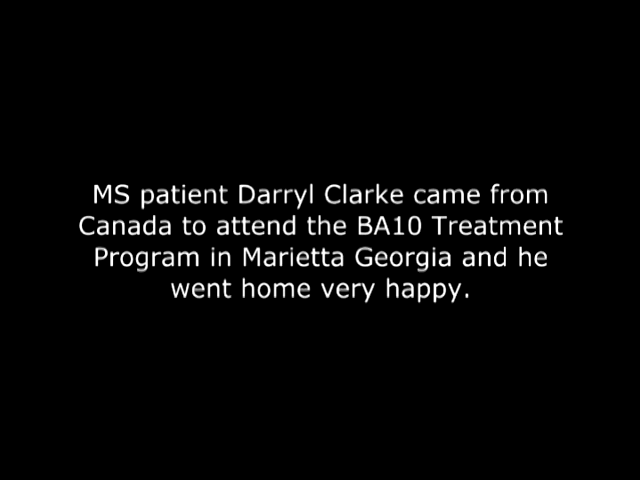 MS patient Darryl Clarke came from
Canada to attend the BA10 Treatment
Program in Marietta Georgia and he
went home very happy.